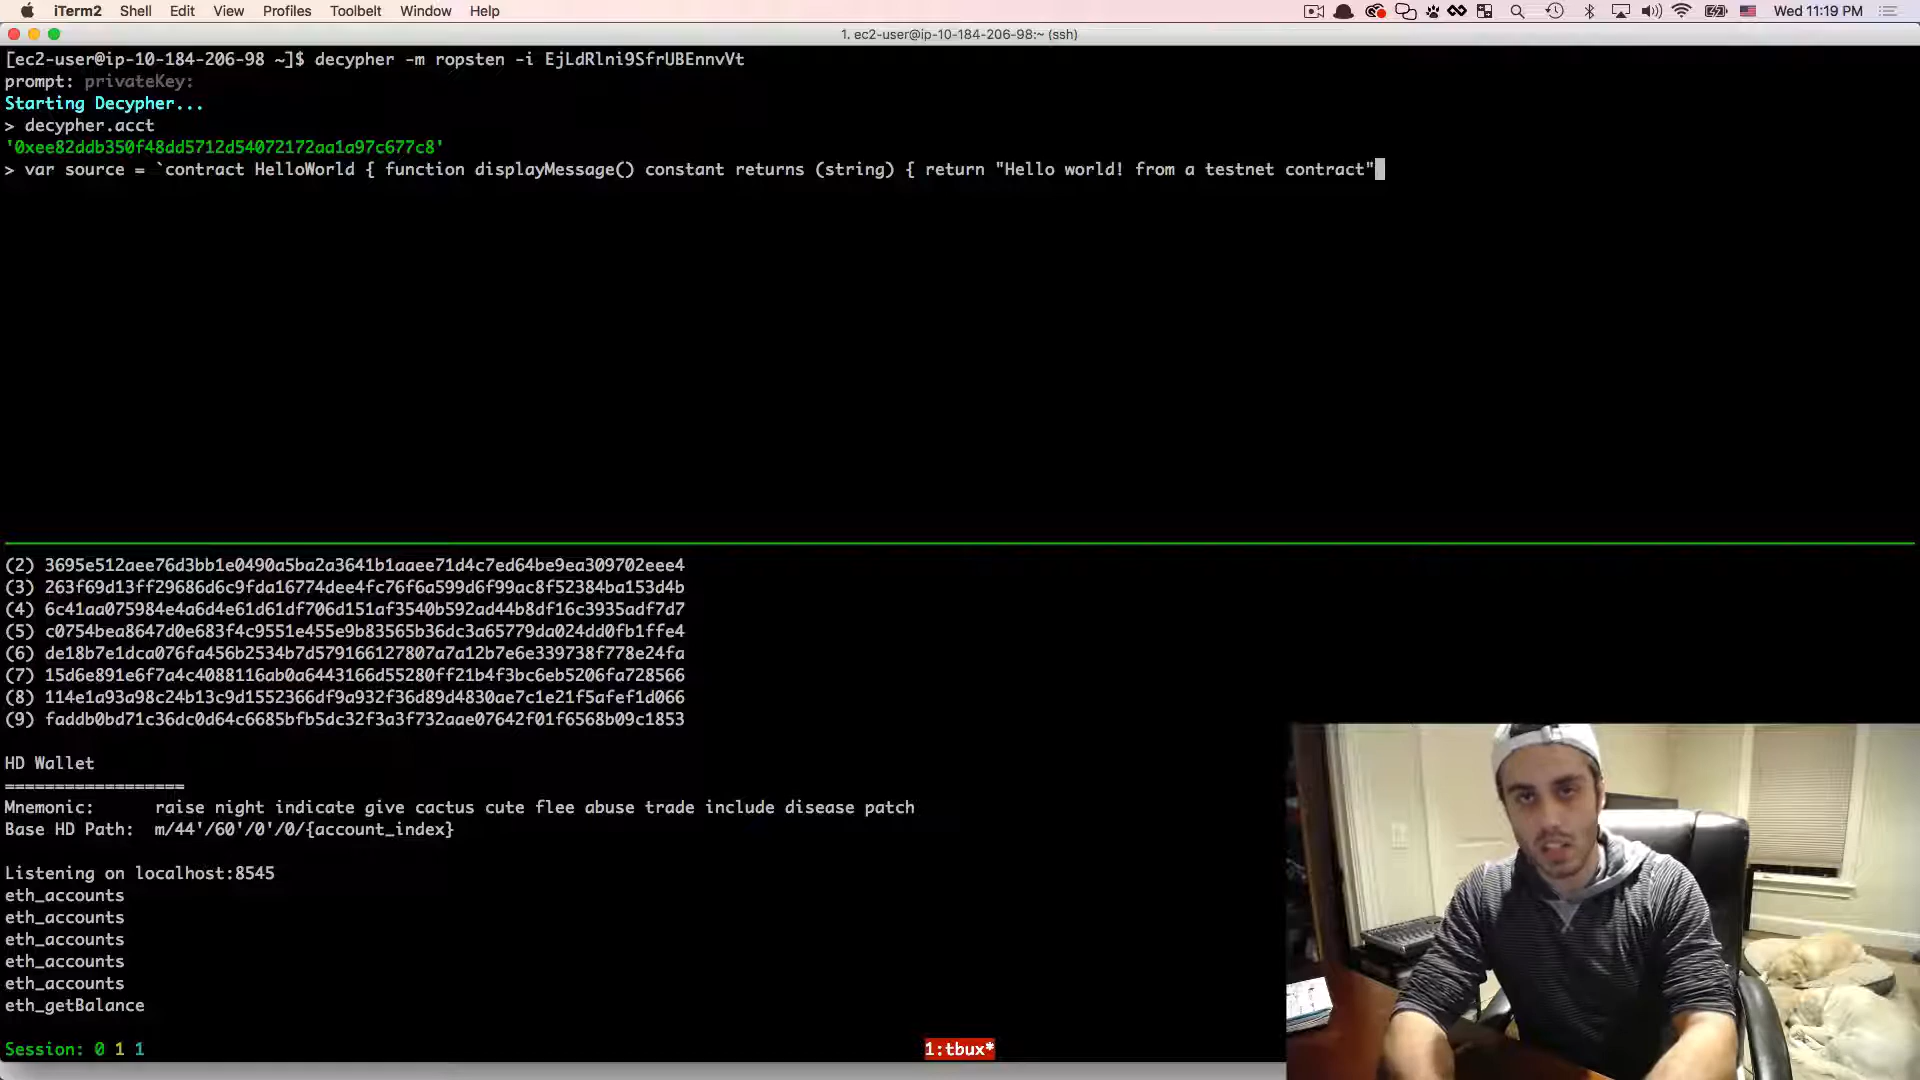 iTerm2 Shell Edit View Profiles Toolbelt Window Help Wed 11:19 PM
1. ec2-user@ip-10-184-206-98:~ (ssh)
[ec2-user@ip-10-184-206-98 ~]$ decypher -m ropsten -i EjLdRlni9SfrUBEnnvVt
prompt: privateKey:
Starting Decypher...
> decypher.acct
'0xee82ddb350f48dd5712d54072172aa1a97c677c8'
> var source = `contract HelloWorld { function displayMessage() constant returns (string) { return "Hello world! from a testnet contract"
(2) 3695e512aee76d3bb1e0490a5ba2a3641b1aaee71d4c7ed64be9ea309702eee4
(3) 263f69d13ff29686d6c9fda16774dee4fc76f6a599d6f99ac8f52384ba153d4b
(4) 6c41aa075984e4a6d4e61d61df706d151af3540b592ad44b8df16c3935adf7d7
(5) c0754bea8647d0e683f4c9551e455e9b83565b36dc3a65779da024dd0fb1ffe4
(6) de18b7e1dca076fa456b2534b7d579166127807a7a12b7e6e339738f778e24fa
(7) 15d6e891e6f7a4c4088116ab0a6443166d55280ff21b4f3bc6eb5206fa728566
(8) 114e1a93a98c24b13c9d1552366df9a932f36d89d4830ae7c1e21f5afef1d066
(9) faddb0bd71c36dc0d64c6685bfb5dc32f3a3f732aae07642f01f6568b09c1853
HD Wallet
==================
Mnemonic: raise night indicate give cactus cute flee abuse trade include disease patch
Base HD Path: m/44'/60'/0'/0/{account_index}
Listening on localhost:8545
eth_accounts
eth_accounts
eth_accounts
eth_accounts
eth_accounts
eth_getBalance
Session: 0 1 1 1:tbux*